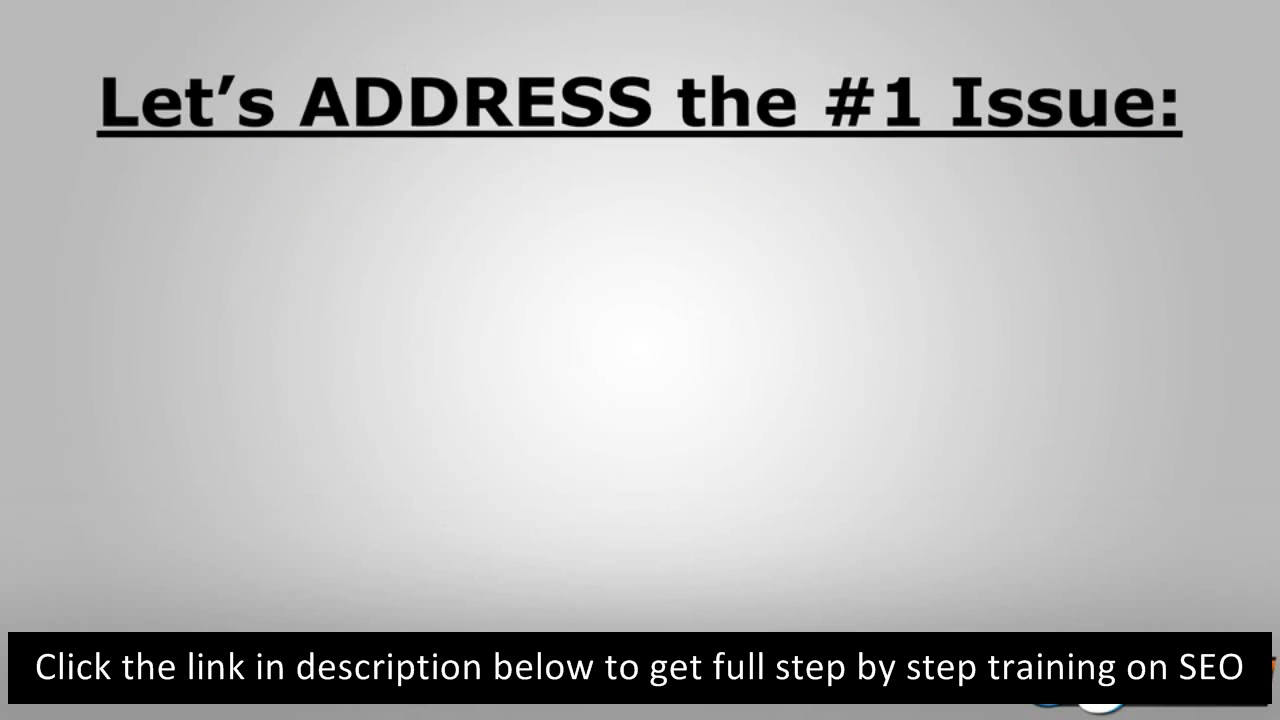 Let’s ADDRESS the #1 Issue:
Click the link in description below to get full step by step training on SEO